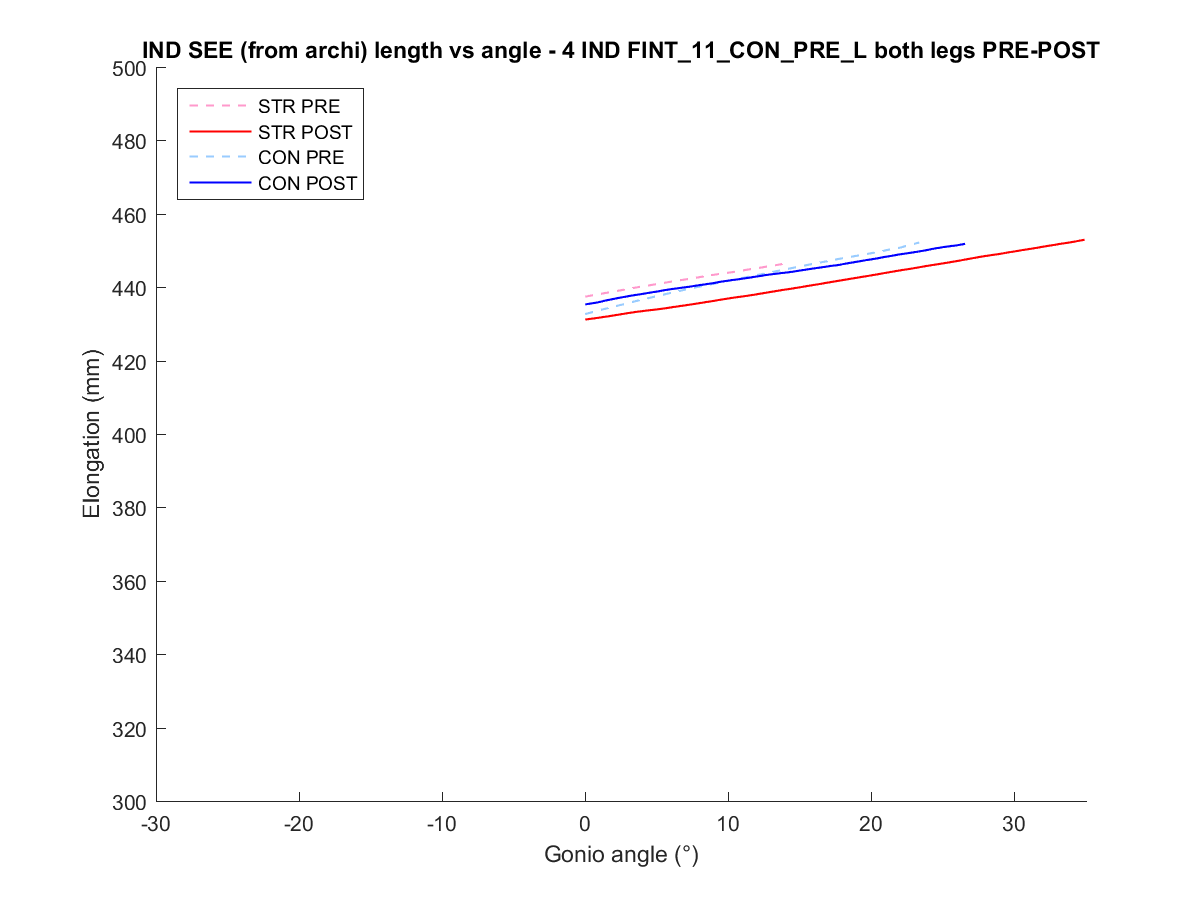 IND SEE (from archi) length vs angle - 4 IND FINT_11_CON_PRE_L both legs PRE-POST
500
480
460
440
420
400
380
360
340
320
300
STR PRE
STR POST
CON PRE
CON POST
Elongation (mm)
-30
-20
-10
0
10
20
30
Gonio angle (°)